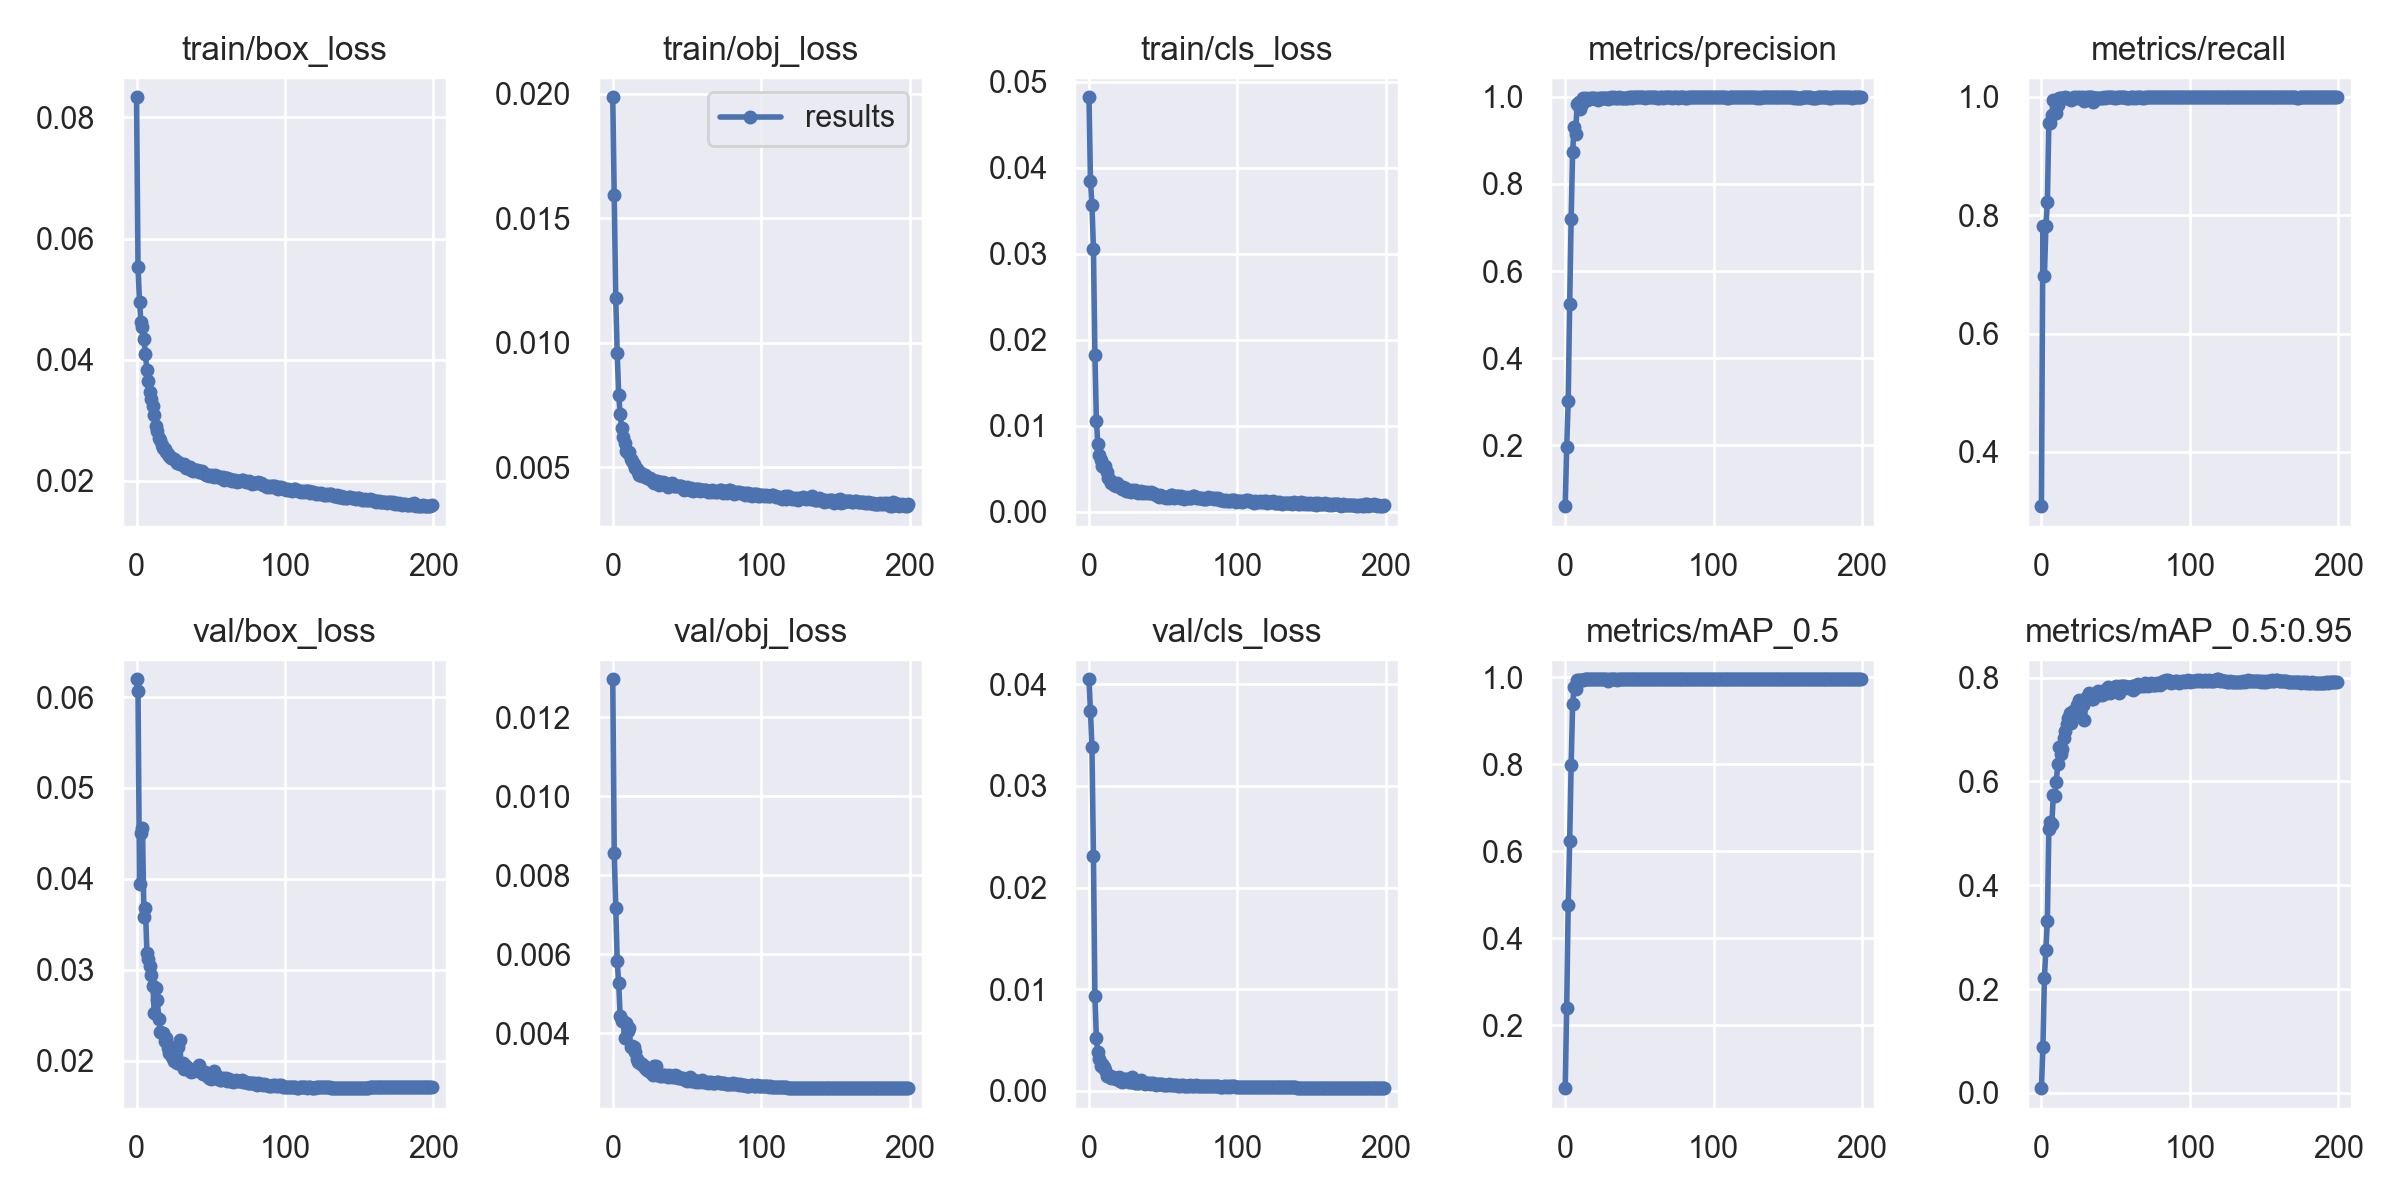 train/box_loss
0.08
0.06
0.04
0.02
0 100 200
train/obj_loss
results
0.020
0.015
0.010
0.005
0 100 200
train/cls_loss
0.05
0.04
0.03
0.02
0.01
0.00
0 100 200
metrics/precision
1.0
0.8
0.6
0.4
0.2
0 100 200
metrics/recall
1.0
0.8
0.6
0.4
0 100 200
val/box_loss
0.06
0.05
0.04
0.03
0.02
0 100 200
val/obj_loss
0.012
0.010
0.008
0.006
0.004
0 100 200
val/cls_loss
0.04
0.03
0.02
0.01
0.00
0 100 200
metrics/mAP_0.5
1.0
0.8
0.6
0.4
0.2
0 100 200
metrics/mAP_0.5:0.95
0.8
0.6
0.4
0.2
0.0
0 100 200